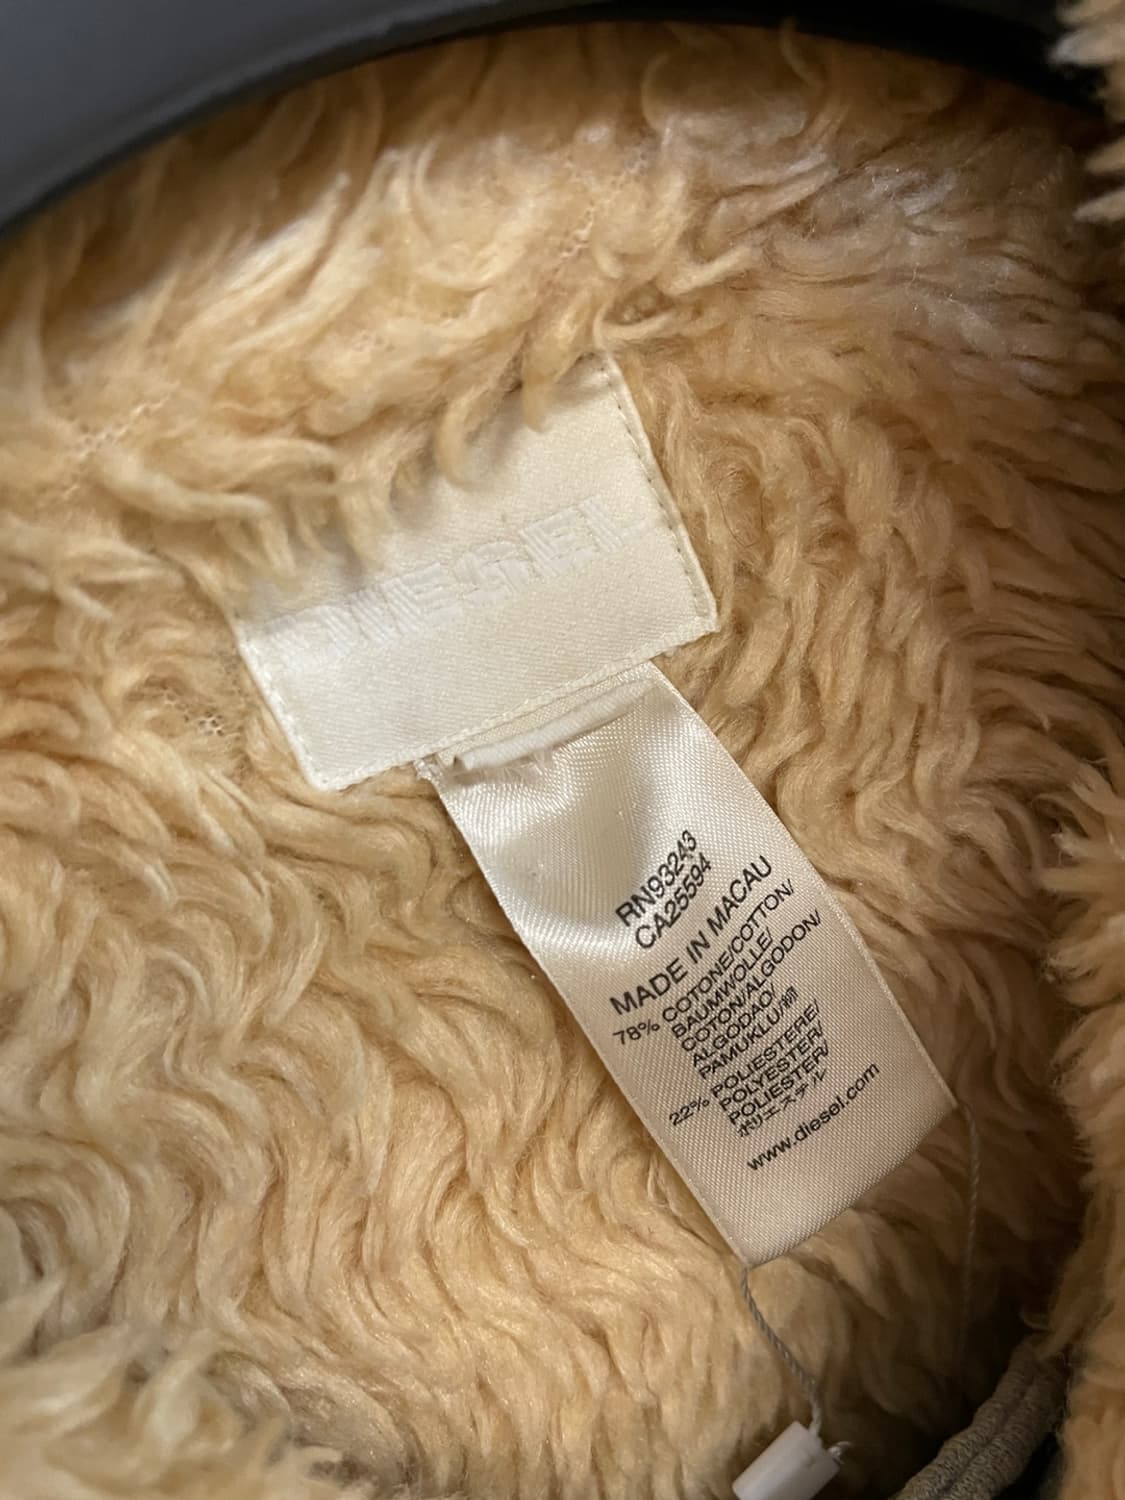 DIESEL
RN93243
CA25594
MADE IN MACAU
78% COTONE/COTTON/
BAUMWOLLE/
COTON/ALGODON/
ALGODAO/
PAMUKLU/綿
22% POLIESTERE/
POLYESTER/
POLIESTER/
ポリエステル
www.diesel.com